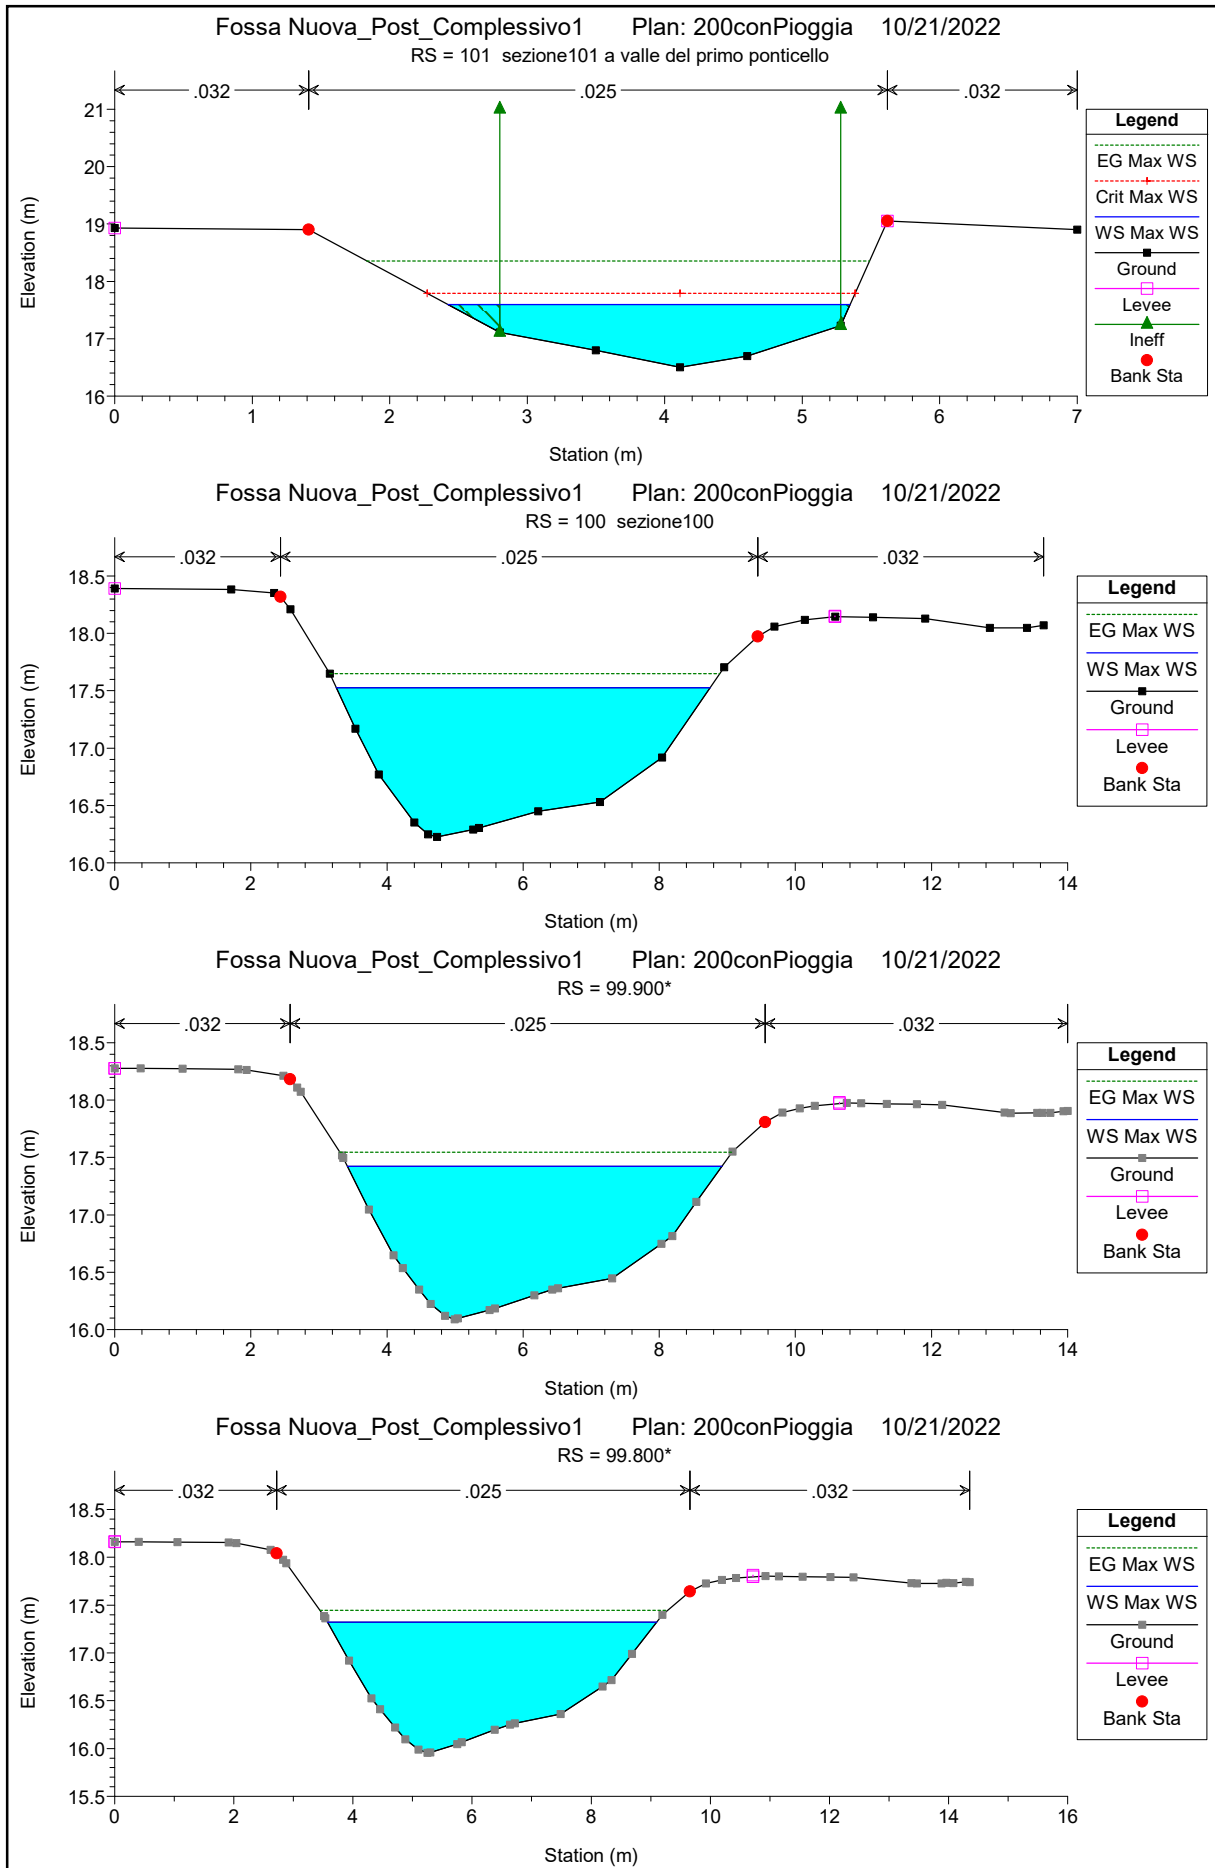 Fossa Nuova_Post_Complessivo1 Plan: 200conPioggia 10/21/2022
RS = 101 sezione101 a valle del primo ponticello
.032 .025 .032
21
20
19
18
17
16
Elevation (m)
0 1 2 3 4 5 6 7
Station (m)
Legend
EG Max WS
Crit Max WS
WS Max WS
Ground
Levee
Ineff
Bank Sta
Fossa Nuova_Post_Complessivo1 Plan: 200conPioggia 10/21/2022
RS = 100 sezione100
.032 .025 .032
18.5
18.0
17.5
17.0
16.5
16.0
Elevation (m)
0 2 4 6 8 10 12 14
Station (m)
Legend
EG Max WS
WS Max WS
Ground
Levee
Bank Sta
Fossa Nuova_Post_Complessivo1 Plan: 200conPioggia 10/21/2022
RS = 99.900*
.032 .025 .032
18.5
18.0
17.5
17.0
16.5
16.0
Elevation (m)
0 2 4 6 8 10 12 14
Station (m)
Legend
EG Max WS
WS Max WS
Ground
Levee
Bank Sta
Fossa Nuova_Post_Complessivo1 Plan: 200conPioggia 10/21/2022
RS = 99.800*
.032 .025 .032
18.5
18.0
17.5
17.0
16.5
16.0
15.5
Elevation (m)
0 2 4 6 8 10 12 14 16
Station (m)
Legend
EG Max WS
WS Max WS
Ground
Levee
Bank Sta